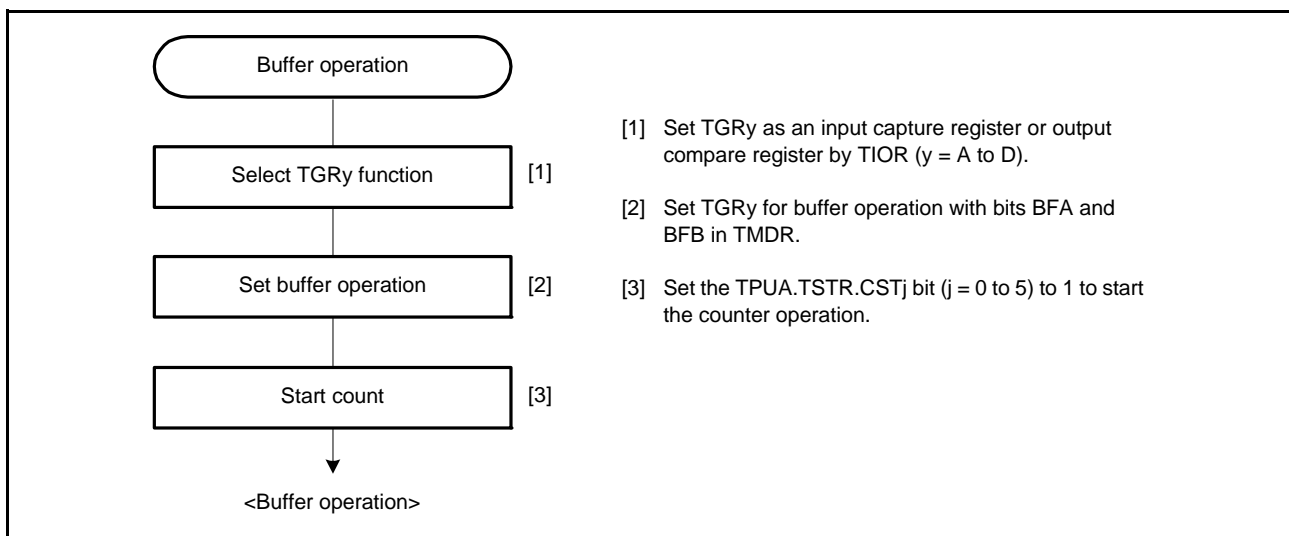 Buffer operation
Select TGRy function
[1]
Set buffer operation
[2]
Start count
[3]
<Buffer operation>
[1] Set TGRy as an input capture register or output
compare register by TIOR (y = A to D).
[2] Set TGRy for buffer operation with bits BFA and
BFB in TMDR.
[3] Set the TPUA.TSTR.CSTj bit (j = 0 to 5) to 1 to start
the counter operation.